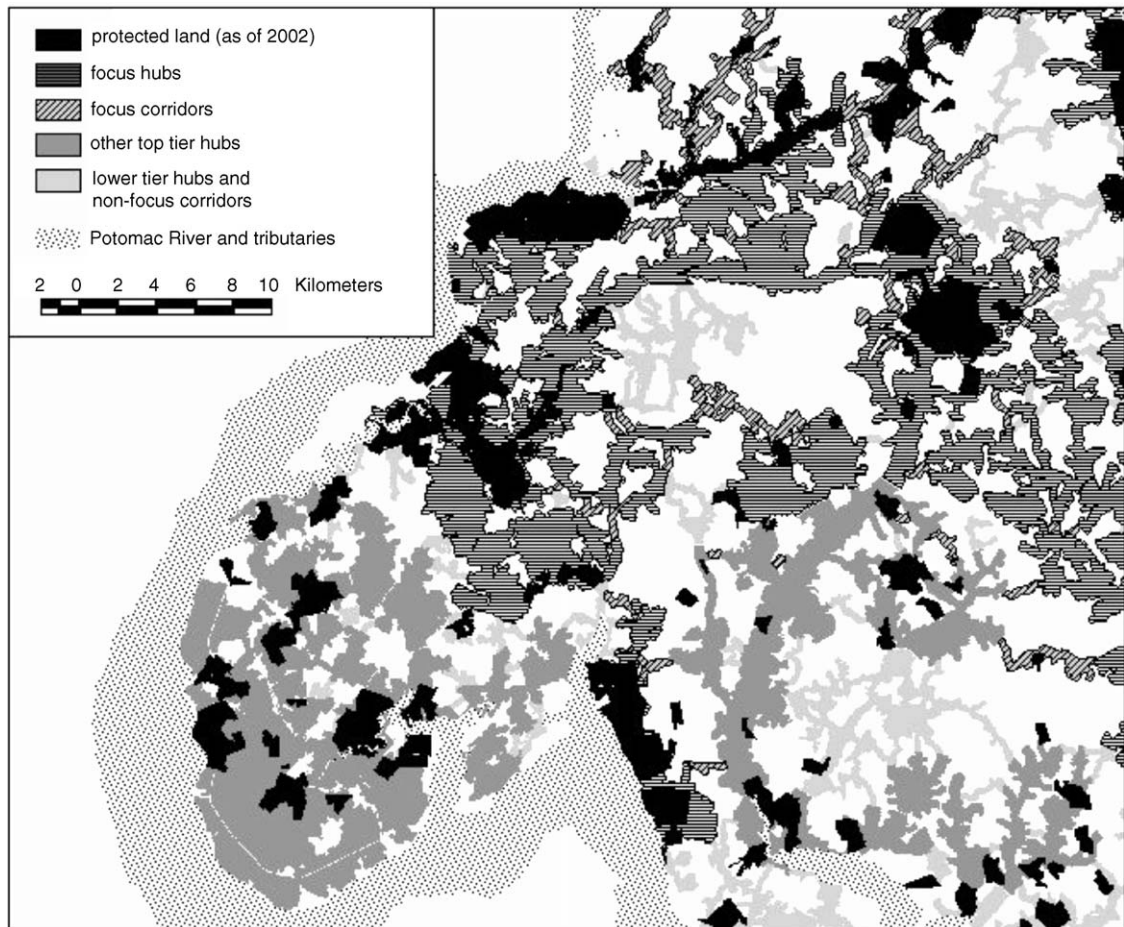 protected land (as of 2002)
focus hubs
focus corridors
other top tier hubs
lower tier hubs and
non-focus corridors
Potomac River and tributaries
2 0 2 4 6 8 10 Kilometers